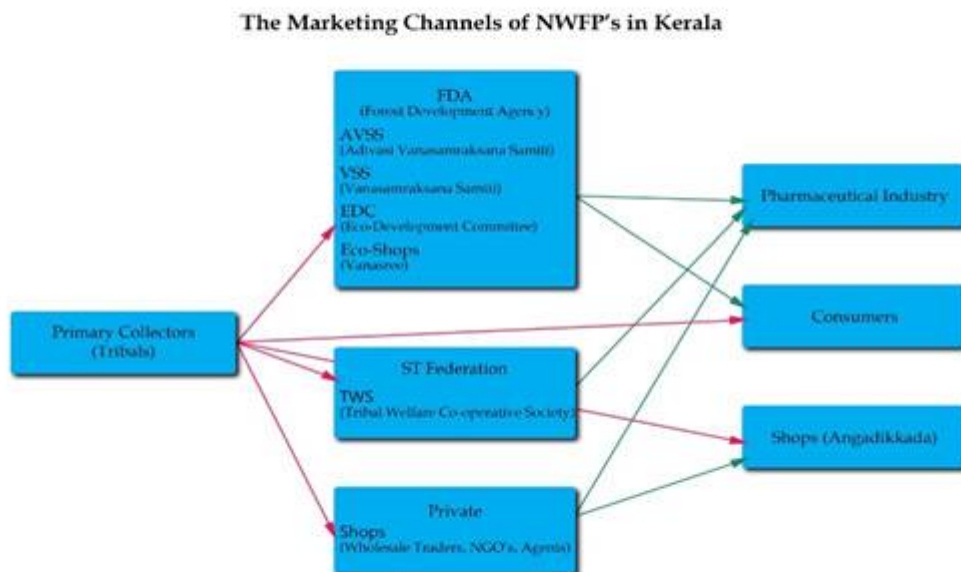 The Marketing Channels of NWFP's in Kerala
FDA
(Forest Development Agency)
AVSS
(Adivasi Vanasamraksana Samiti)
VSS
(Vanasamraksana Samiti)
EDC
(Eco-Development Committee)
Eco-Shops
(Vanasree)
Primary Collectors
(Tribals)
ST Federation
TWS
(Tribal Welfare Co-operative Society)
Private
Shops
(Wholesale Traders, NGO's, Agents)
Pharmaceutical Industry
Consumers
Shops (Angadikkada)